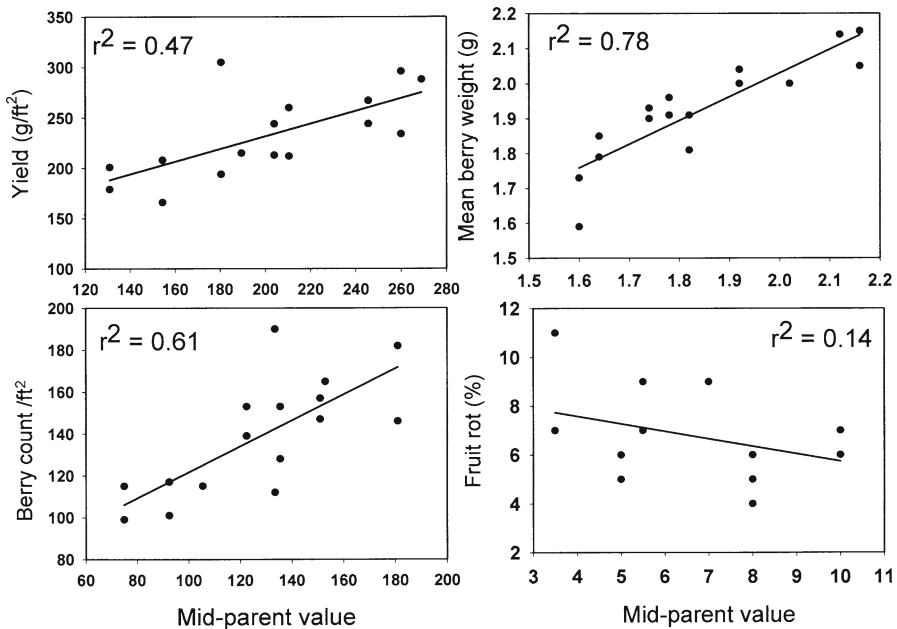 350
300
250
200
150
100
Yield (g/ft²)
r² = 0.47
120 140 160 180 200 220 240 260 280
2.2
2.1
2.0
1.9
1.8
1.7
1.6
1.5
Mean berry weight (g)
r² = 0.78
1.5 1.6 1.7 1.8 1.9 2.0 2.1 2.2
200
180
160
140
120
100
80
Berry count /ft²
r² = 0.61
60 80 100 120 140 160 180 200
Mid-parent value
12
10
8
6
4
2
Fruit rot (%)
r² = 0.14
3 4 5 6 7 8 9 10 11
Mid-parent value